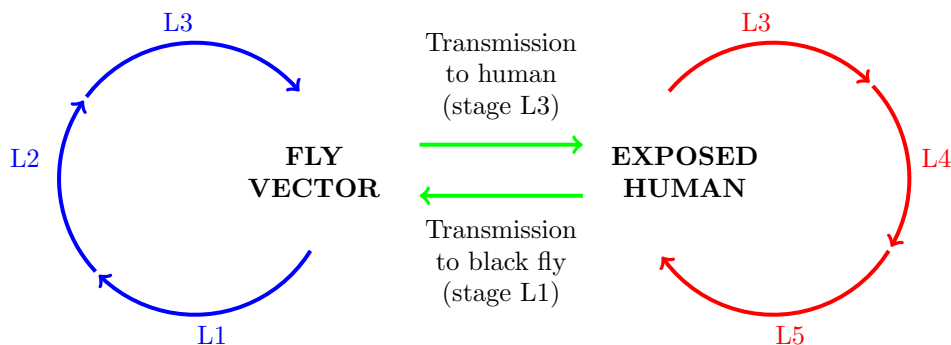 L3
L2
L1
FLY
VECTOR
Transmission
to human
(stage L3)
Transmission
to black fly
(stage L1)
EXPOSED
HUMAN
L3
L4
L5